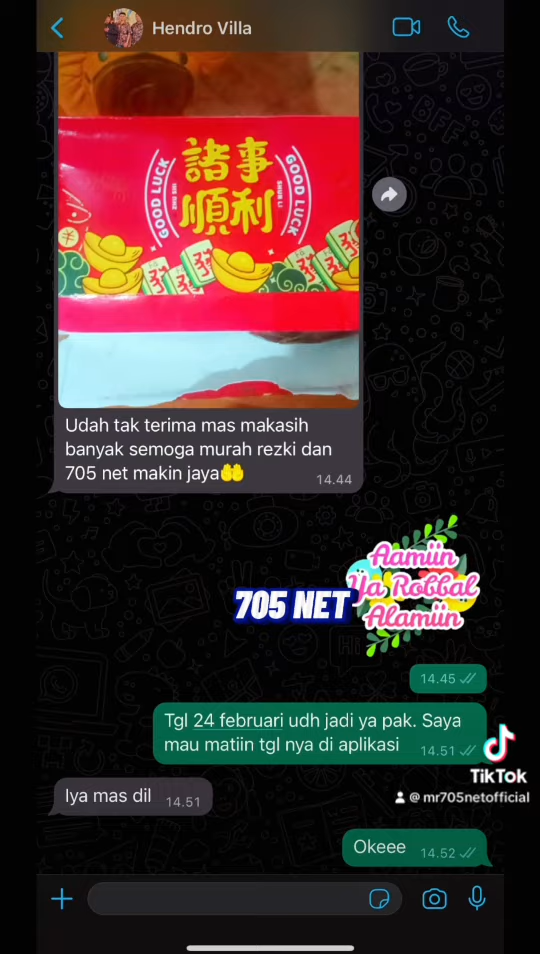 Hendro Villa
諸事
順利
GOOD LUCK
GOOD LUCK
SHUN LI
Udah tak terima mas makasih
banyak semoga murah rezki dan
705 net makin jaya🤲
14.44
Aamiin
Ya Robbal
Alamiin
705 NET
14.45
Tgl 24 februari udh jadi ya pak. Saya
mau matiin tgl nya di aplikasi
14.51
Iya mas dil
14.51
Okeee
14.52
TikTok
@mr705netofficial